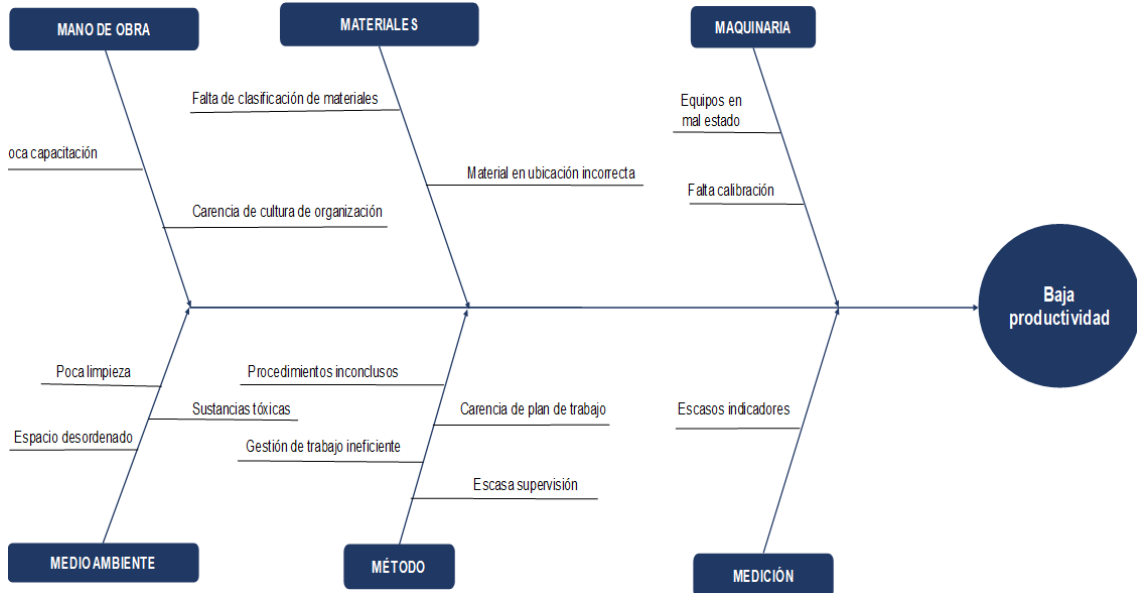 MANO DE OBRA
MATERIALES
MAQUINARIA
Falta de clasificación de materiales
Equipos en
mal estado
oca capacitación
Material en ubicación incorrecta
Falta calibración
Carencia de cultura de organización
Baja
productividad
Poca limpieza
Procedimientos inconclusos
Sustancias tóxicas
Carencia de plan de trabajo
Escasos indicadores
Espacio desordenado
Gestión de trabajo ineficiente
Escasa supervisión
MEDIO AMBIENTE
MÉTODO
MEDICIÓN